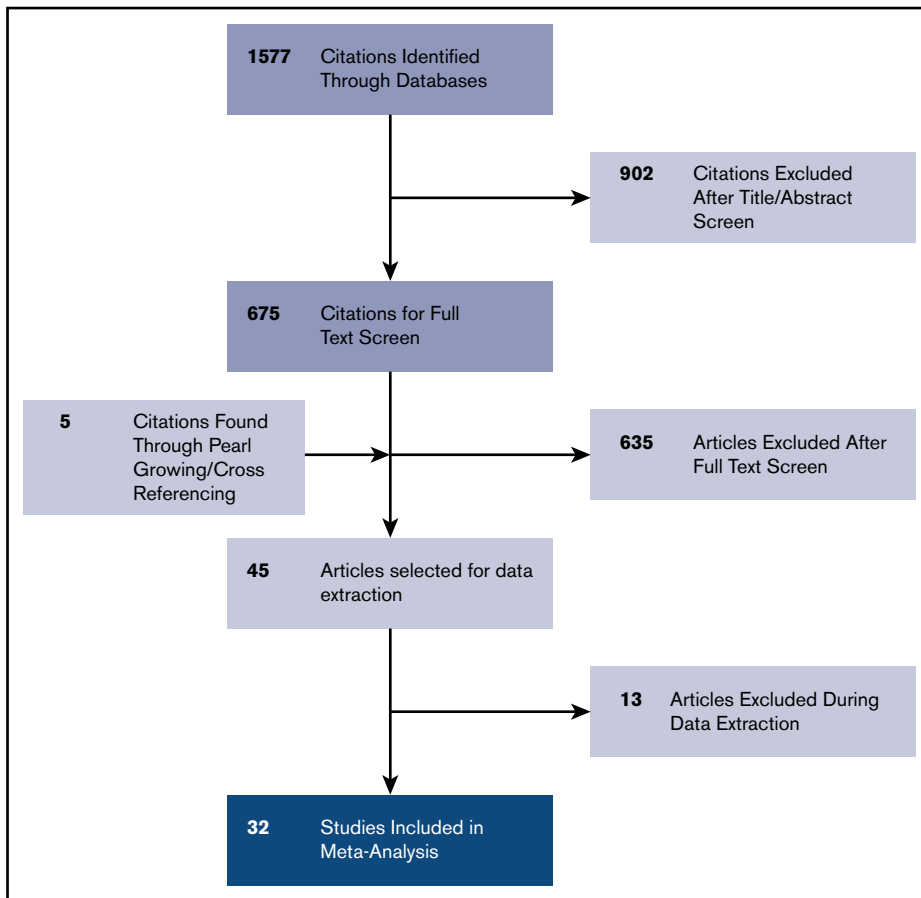 1577 Citations Identified
Through Databases
902 Citations Excluded
After Title/Abstract
Screen
675 Citations for Full
Text Screen
5 Citations Found
Through Pearl
Growing/Cross
Referencing
635 Articles Excluded After
Full Text Screen
45 Articles selected for data
extraction
13 Articles Excluded During
Data Extraction
32 Studies Included in
Meta-Analysis